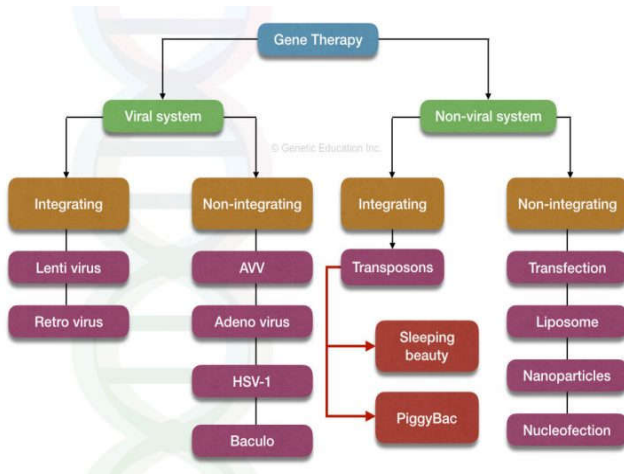 Gene Therapy
Viral system
Non-viral system
© Genetic Education Inc.
Integrating
Non-integrating
Integrating
Non-integrating
Lenti virus
AVV
Transposons
Transfection
Retro virus
Adeno virus
Sleeping
beauty
Liposome
HSV-1
Nanoparticles
PiggyBac
Baculo
Nucleofection